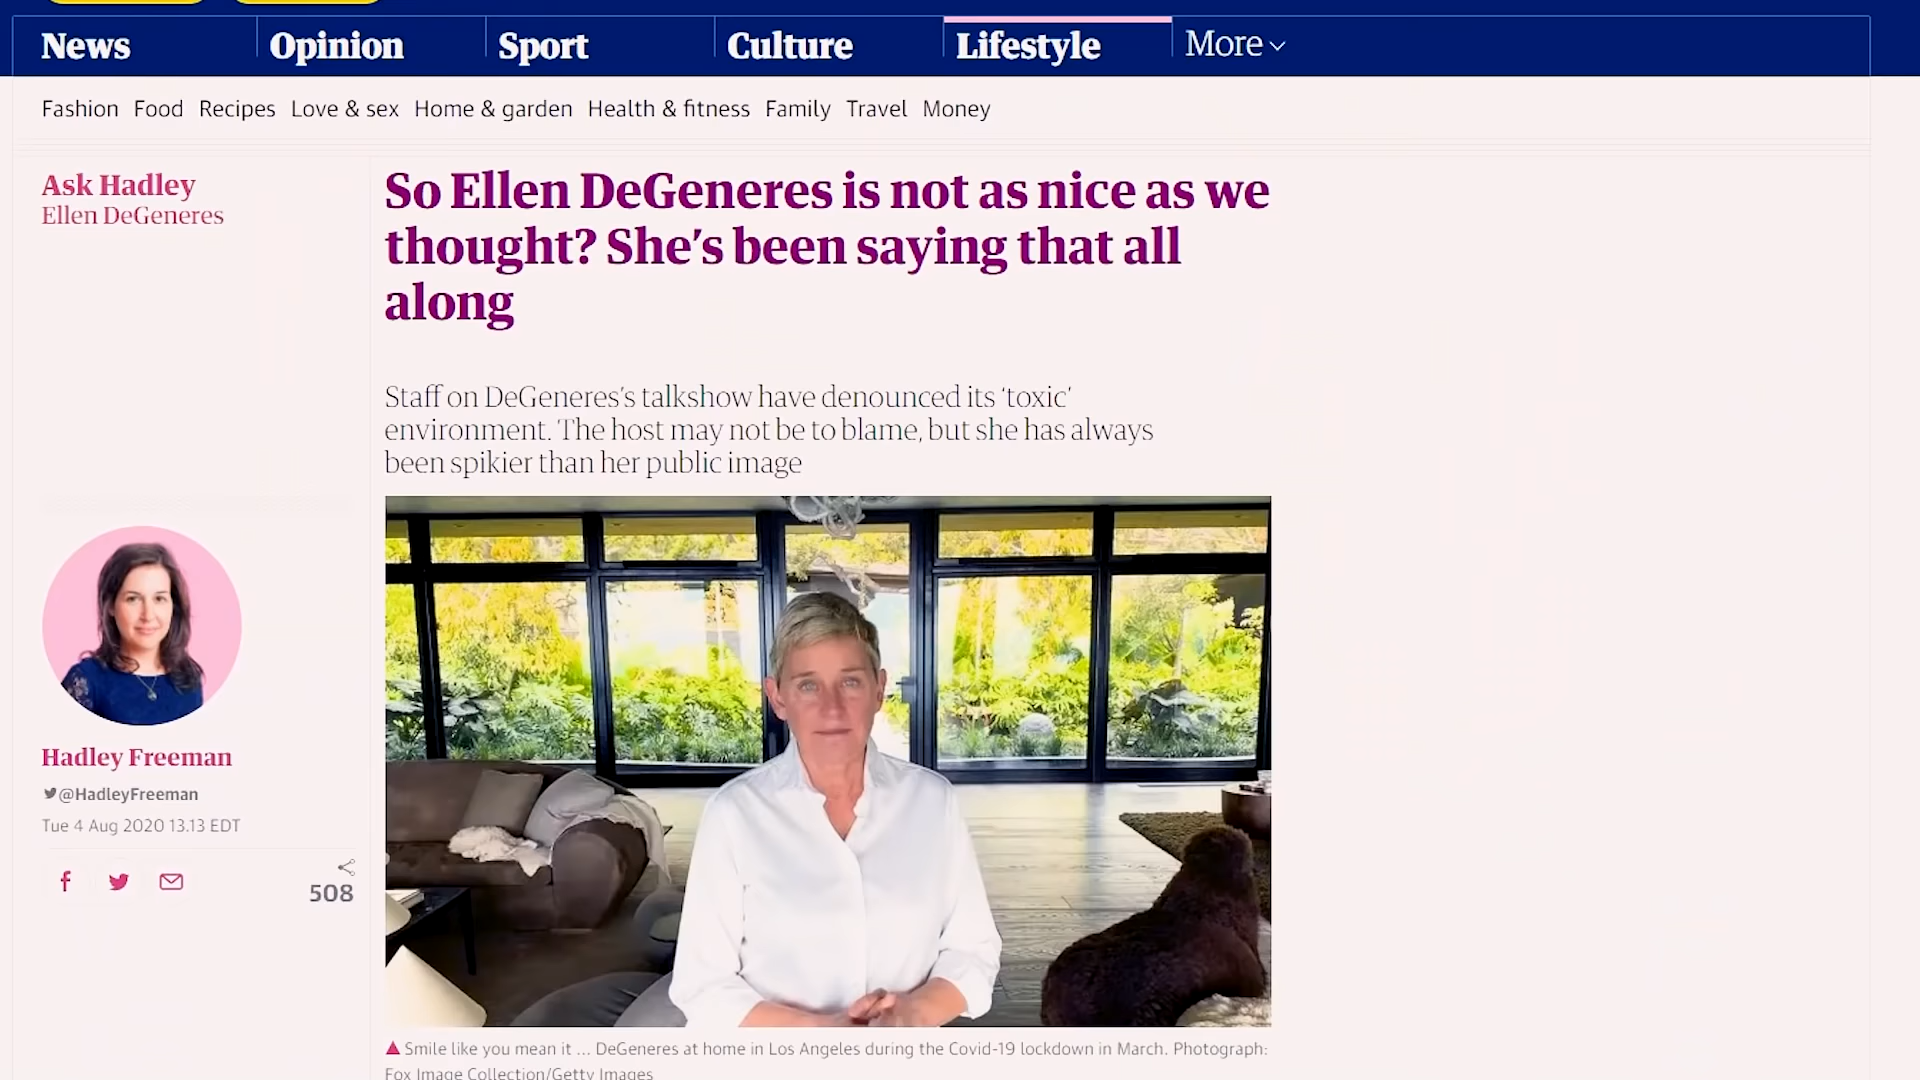 News Opinion Sport Culture Lifestyle More
Fashion Food Recipes Love & sex Home & garden Health & fitness Family Travel Money
Ask Hadley
Ellen DeGeneres
So Ellen DeGeneres is not as nice as we
thought? She's been saying that all
along
Staff on DeGeneres's talkshow have denounced its 'toxic'
environment. The host may not be to blame, but she has always
been spikier than her public image
Hadley Freeman
@HadleyFreeman
Tue 4 Aug 2020 13.13 EDT
508
Smile like you mean it ... DeGeneres at home in Los Angeles during the Covid-19 lockdown in March. Photograph:
Fox Image Collection/Getty Images